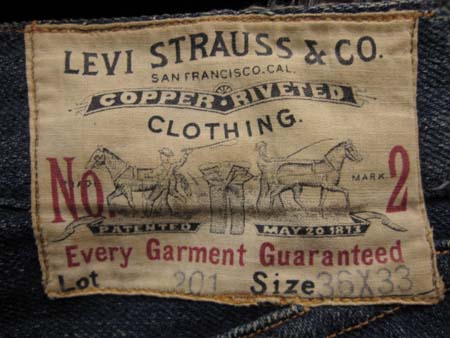 LEVI STRAUSS & CO.
SAN FRANCISCO. CAL.
COPPER RIVETED
CLOTHING.
No. TRADE MARK. 2
PATENTED MAY 20 1873
Every Garment Guaranteed
Lot 201 Size 36X33